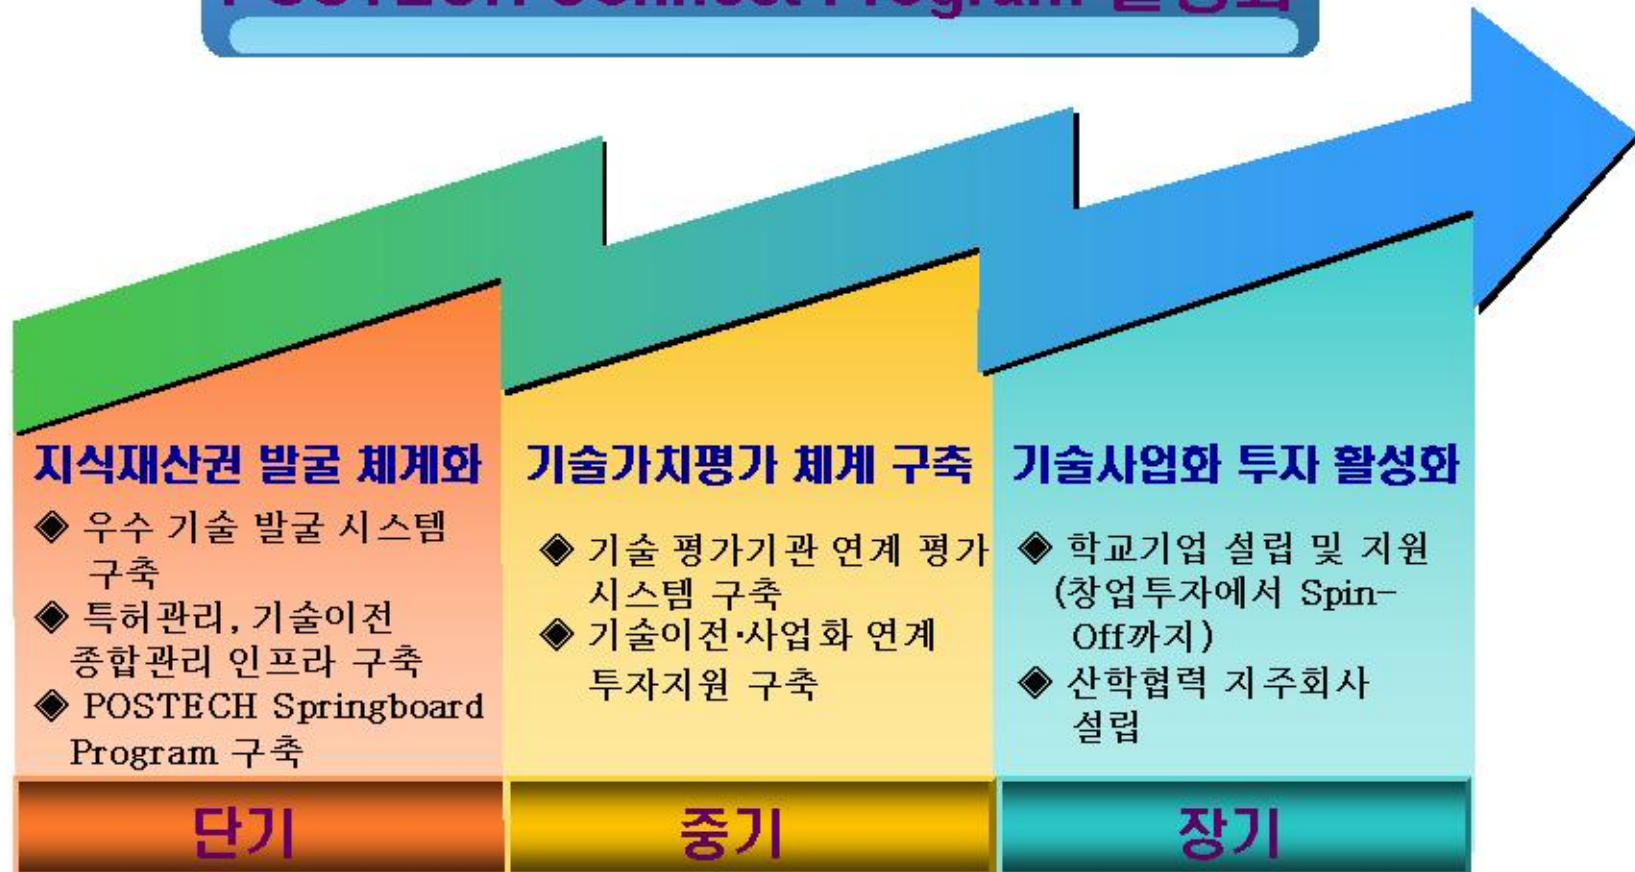 POSTECH Connect Program 활성화
지식재산권 발굴 체계화
◈ 우수 기술 발굴 시스템
구축
◈ 특허관리, 기술이전
종합관리 인프라 구축
◈ POSTECH Springboard
Program 구축
단기
기술가치평가 체계 구축
◈ 기술 평가기관 연계 평가
시스템 구축
◈ 기술이전·사업화 연계
투자지원 구축
중기
기술사업화 투자 활성화
◈ 학교기업 설립 및 지원
(창업투자에서 Spin-
Off까지)
◈ 산학협력 지주회사
설립
장기